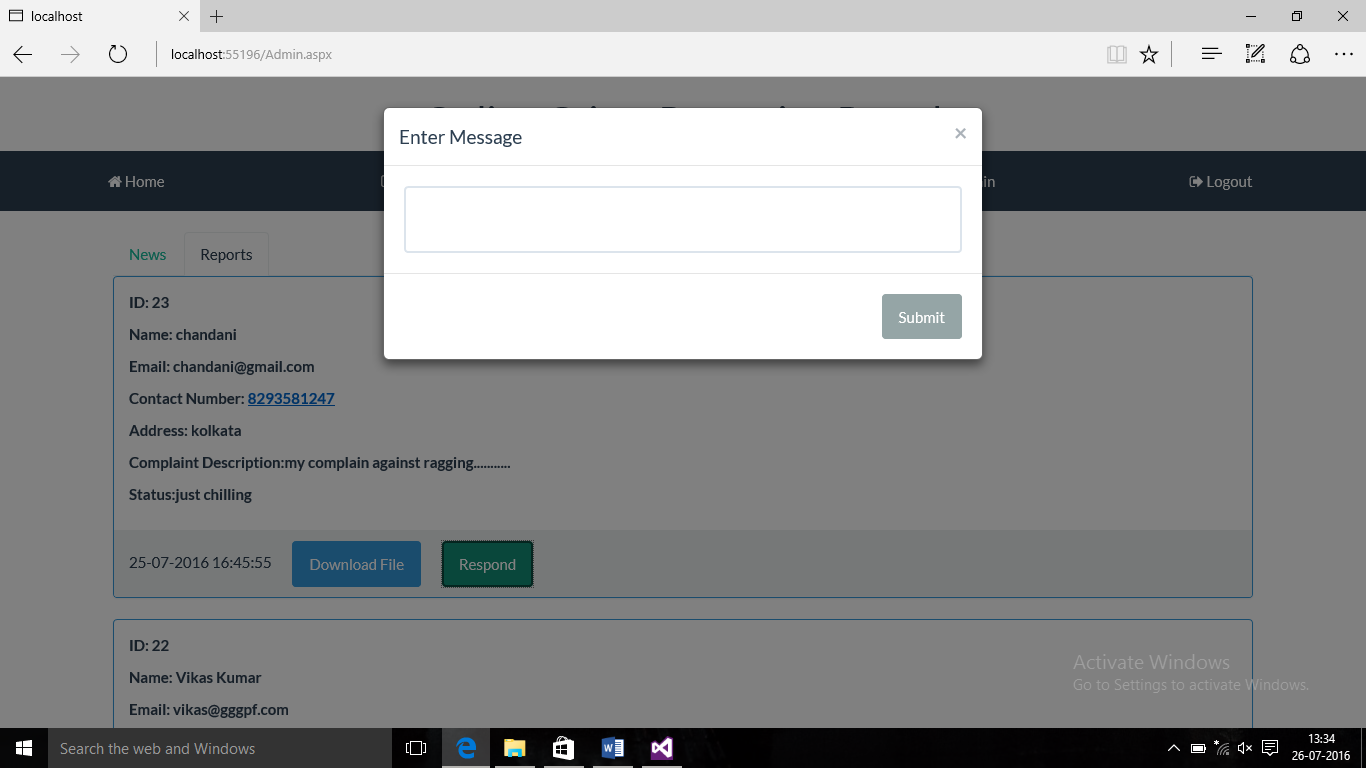 localhost
localhost:55196/Admin.aspx
Enter Message
×
Home
in
Logout
Submit
News
Reports
ID: 23
Name: chandani
Email: chandani@gmail.com
Contact Number: 8293581247
Address: kolkata
Complaint Description:my complain against ragging...........
Status:just chilling
25-07-2016 16:45:55
Download File
Respond
ID: 22
Name: Vikas Kumar
Email: vikas@gggpf.com
Activate Windows
Go to Settings to activate Windows.
Search the web and Windows
13:34
26-07-2016